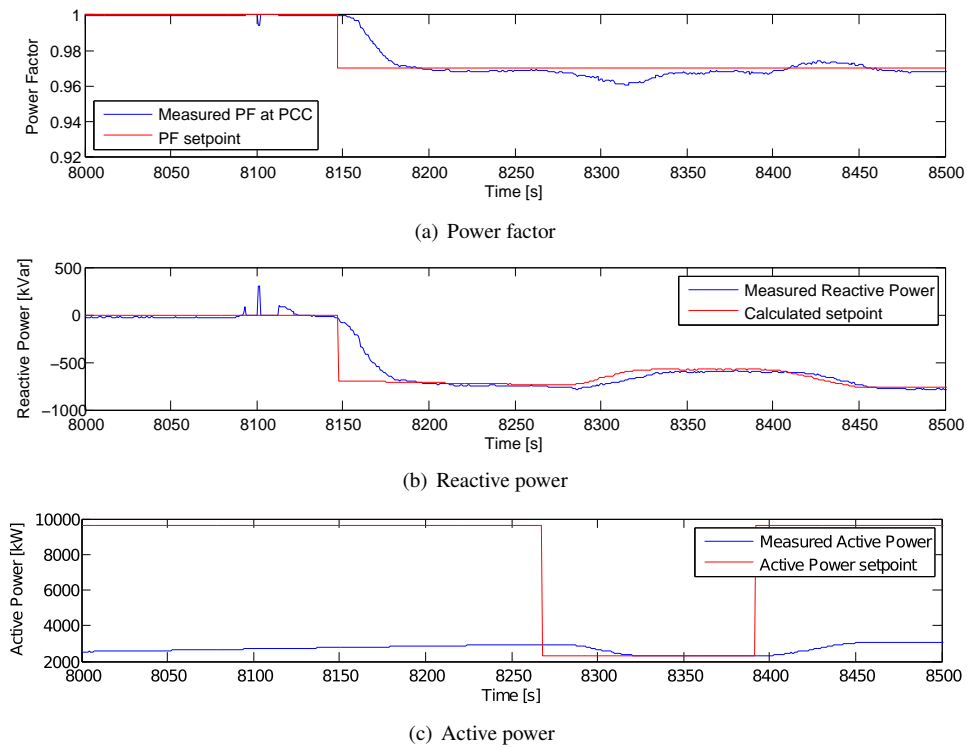 1
0.98
0.96
0.94
0.92
Power Factor
Measured PF at PCC
PF setpoint
8000 8050 8100 8150 8200 8250 8300 8350 8400 8450 8500
Time [s]
(a) Power factor
500
0
−500
−1000
Reactive Power [kVar]
Measured Reactive Power
Calculated setpoint
8000 8050 8100 8150 8200 8250 8300 8350 8400 8450 8500
Time [s]
(b) Reactive power
10000
8000
6000
4000
2000
Active Power [kW]
Measured Active Power
Active Power setpoint
8000 8050 8100 8150 8200 8250 8300 8350 8400 8450 8500
Time [s]
(c) Active power